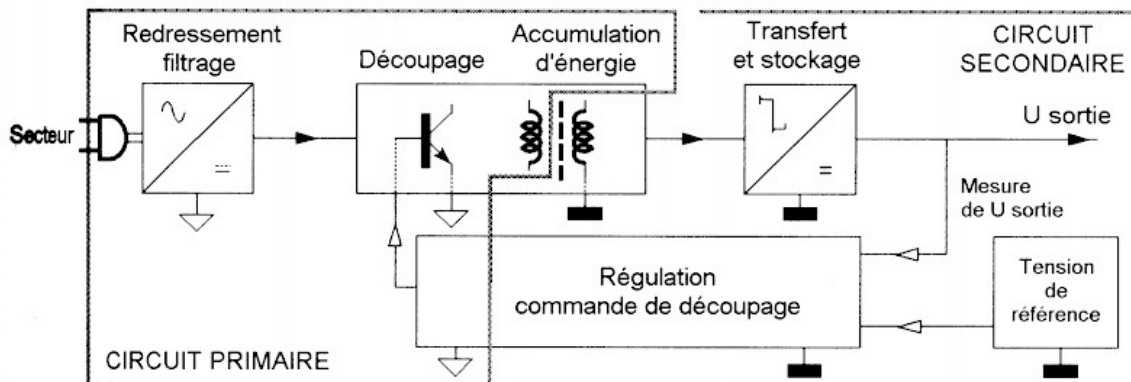 Redressement
filtrage
Découpage
Accumulation
d'énergie
Transfert
et stockage
CIRCUIT
SECONDAIRE
Secteur
U sortie
Mesure
de U sortie
Régulation
commande de découpage
Tension
de
référence
CIRCUIT PRIMAIRE